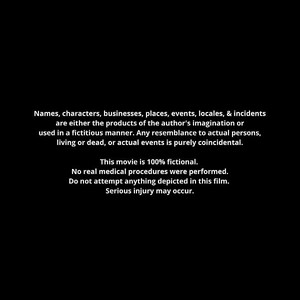 Names, characters, businesses, places, events, locales, & incidents
are either the products of the author's imagination or
used in a fictitious manner. Any resemblance to actual persons,
living or dead, or actual events is purely coincidental.
This movie is 100% fictional.
No real medical procedures were performed.
Do not attempt anything depicted in this film.
Serious injury may occur.